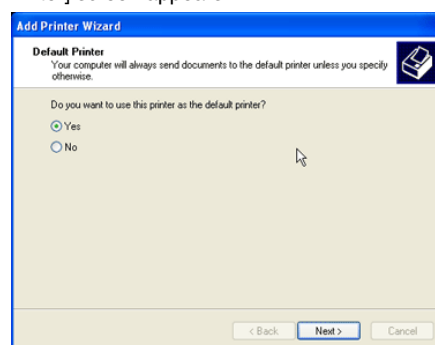 Add Printer Wizard
Default Printer
Your computer will always send documents to the default printer unless you specify
otherwise.
Do you want to use this printer as the default printer?
Yes
No
< Back
Next >
Cancel